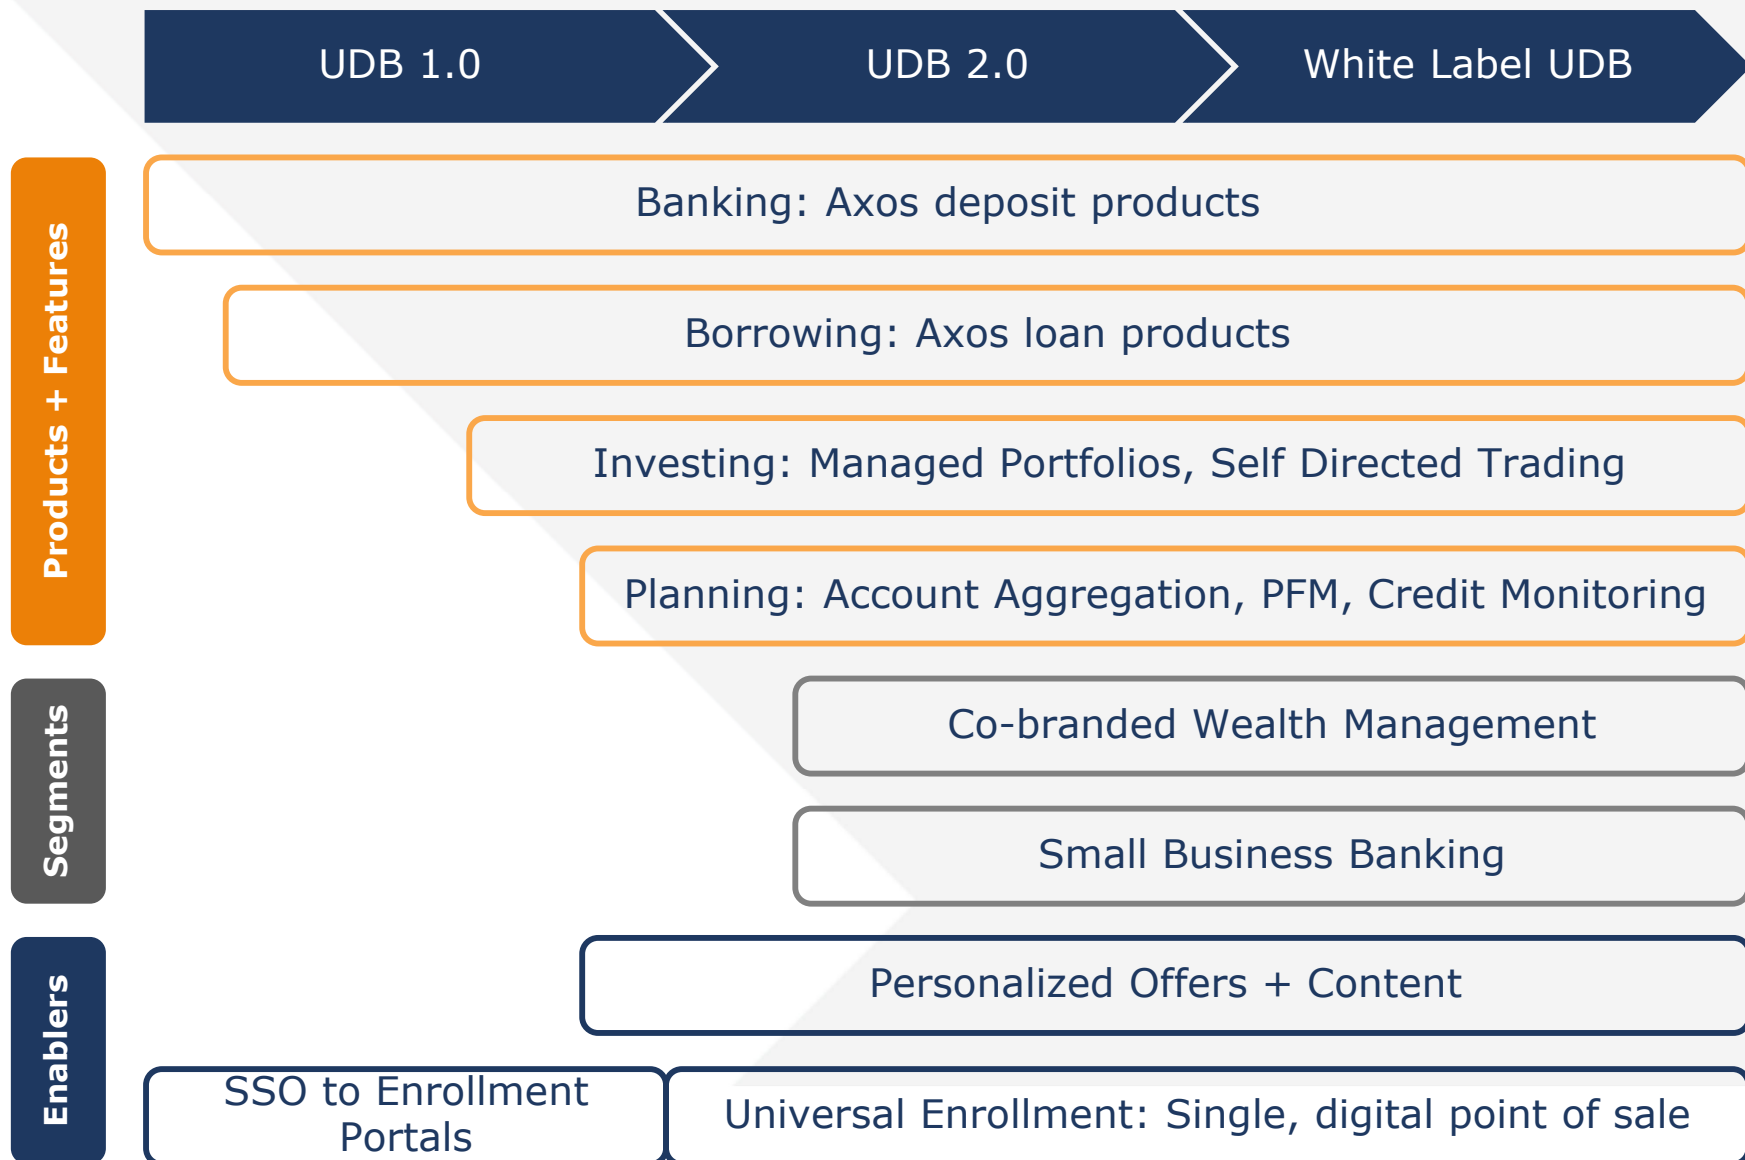 UDB 1.0
UDB 2.0
White Label UDB
Products + Features
Banking: Axos deposit products
Borrowing: Axos loan products
Investing: Managed Portfolios, Self Directed Trading
Planning: Account Aggregation, PFM, Credit Monitoring
Segments
Co-branded Wealth Management
Small Business Banking
Enablers
Personalized Offers + Content
SSO to Enrollment
Portals
Universal Enrollment: Single, digital point of sale